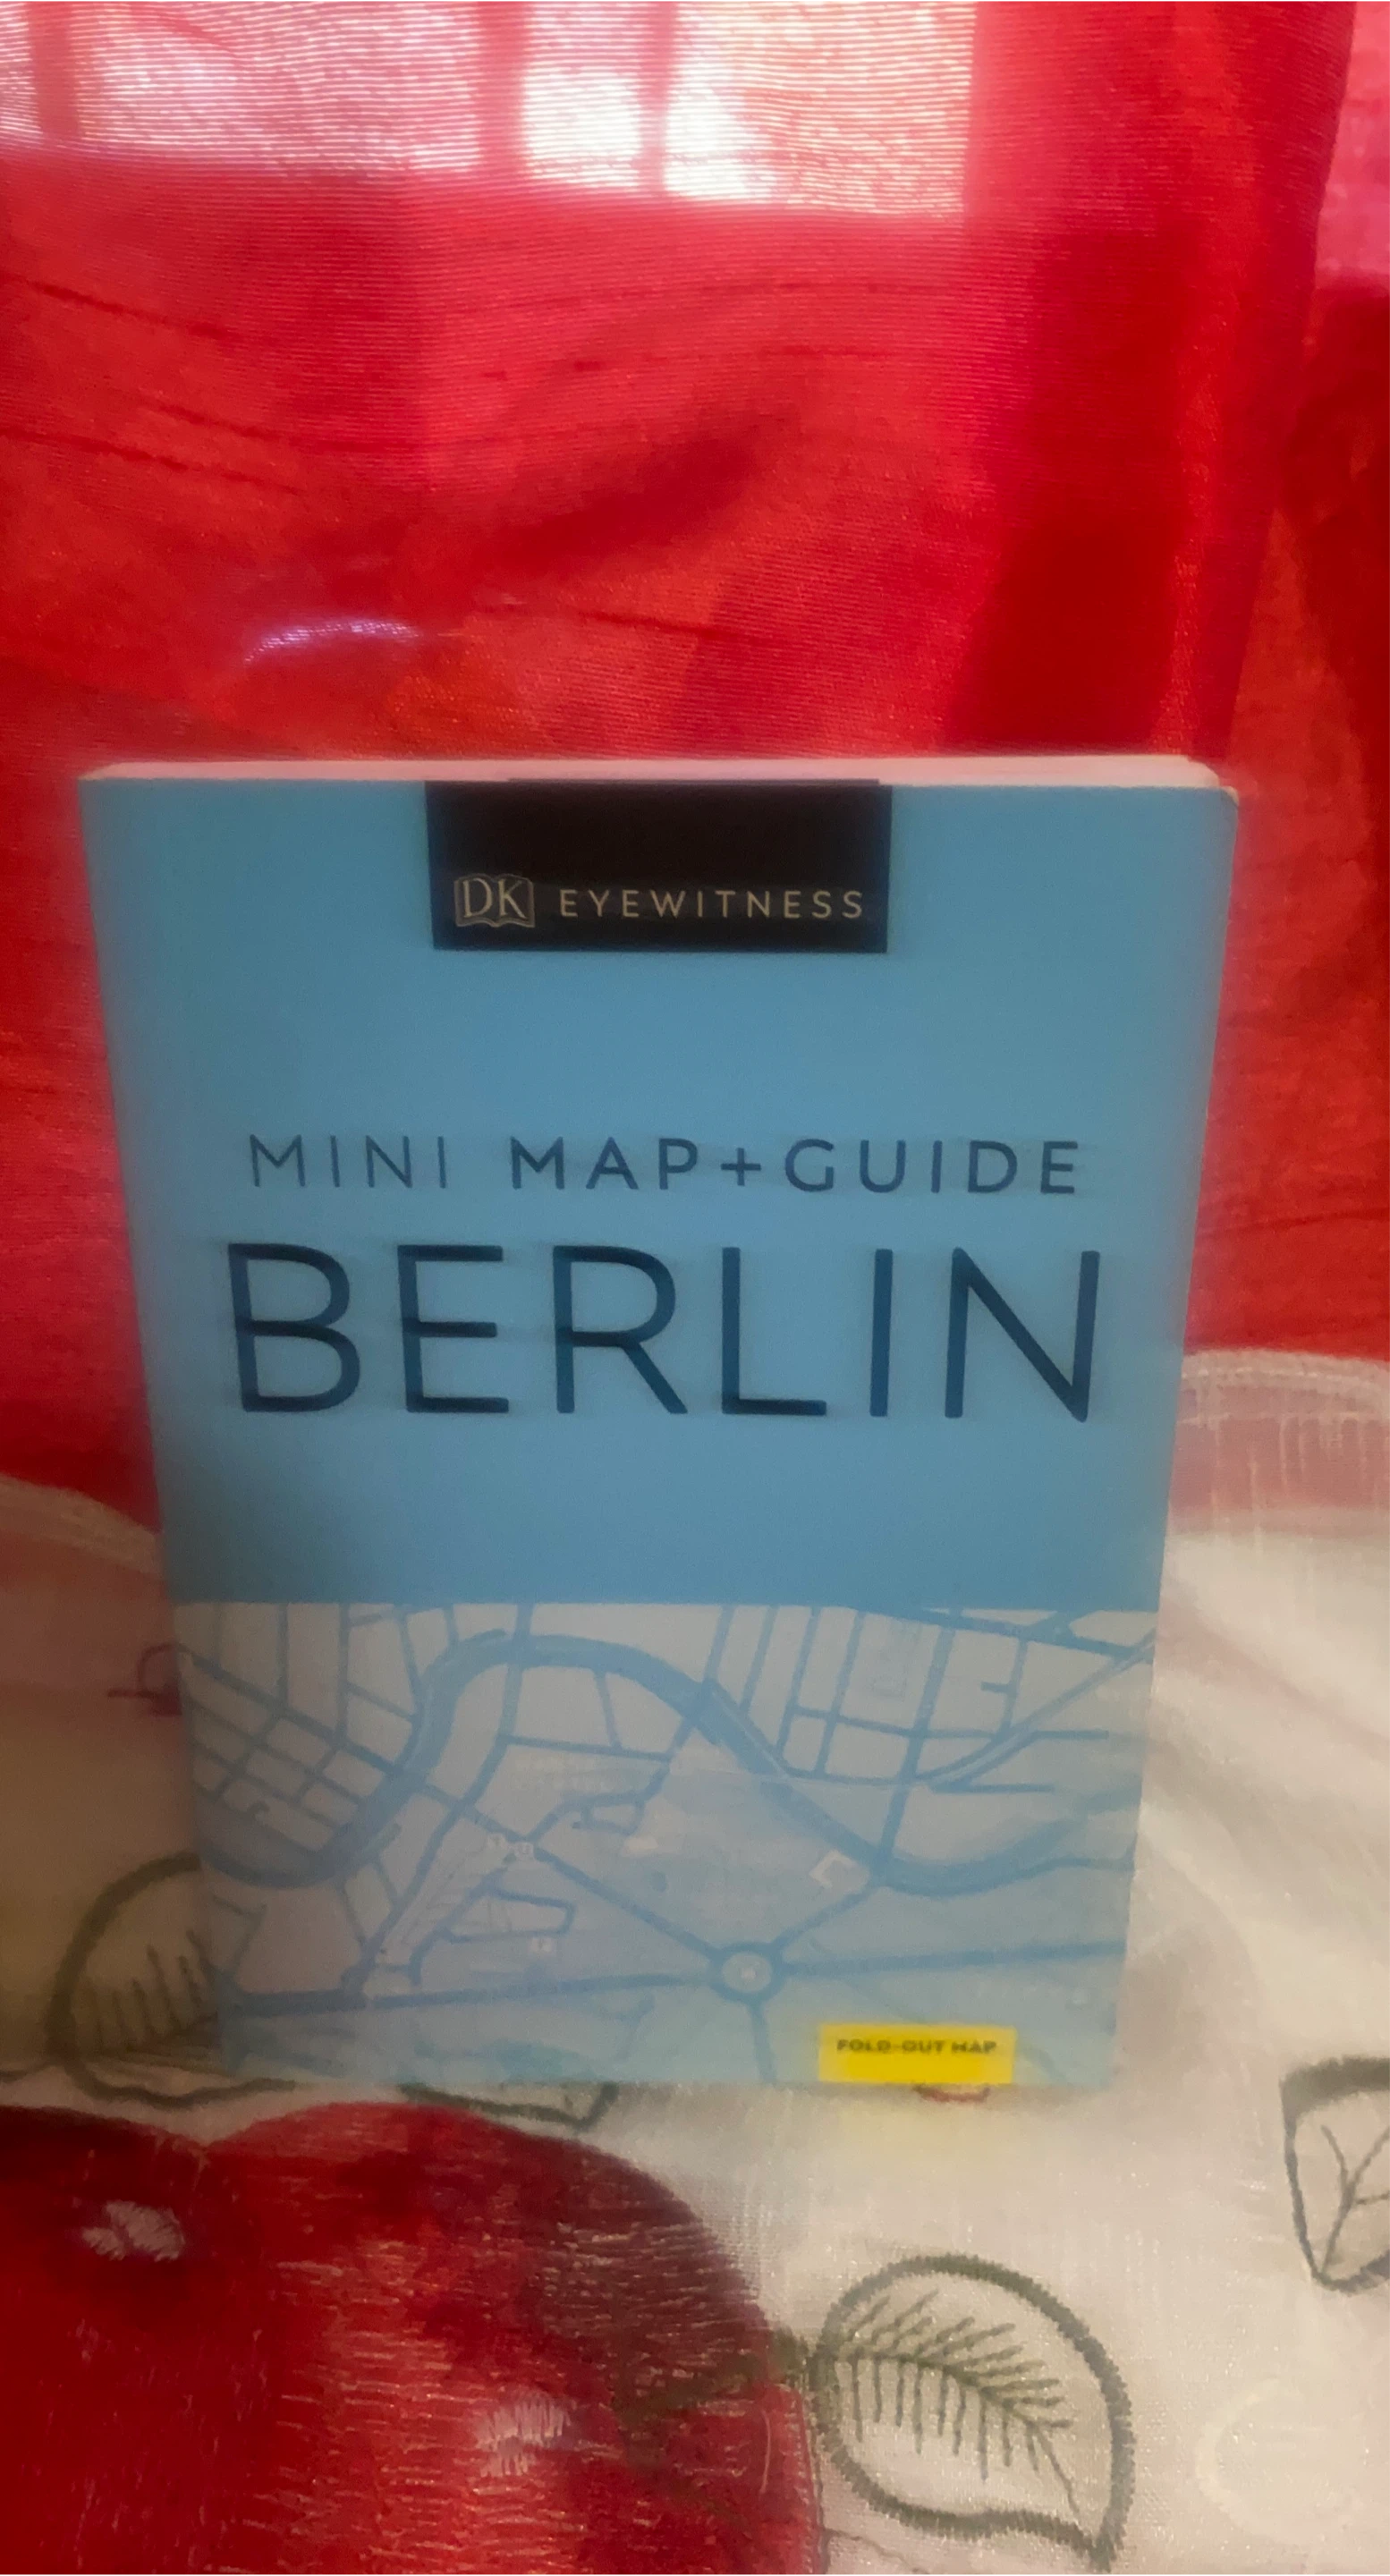 DK EYEWITNESS
MINI MAP+GUIDE
BERLIN
FOLD-OUT MAP